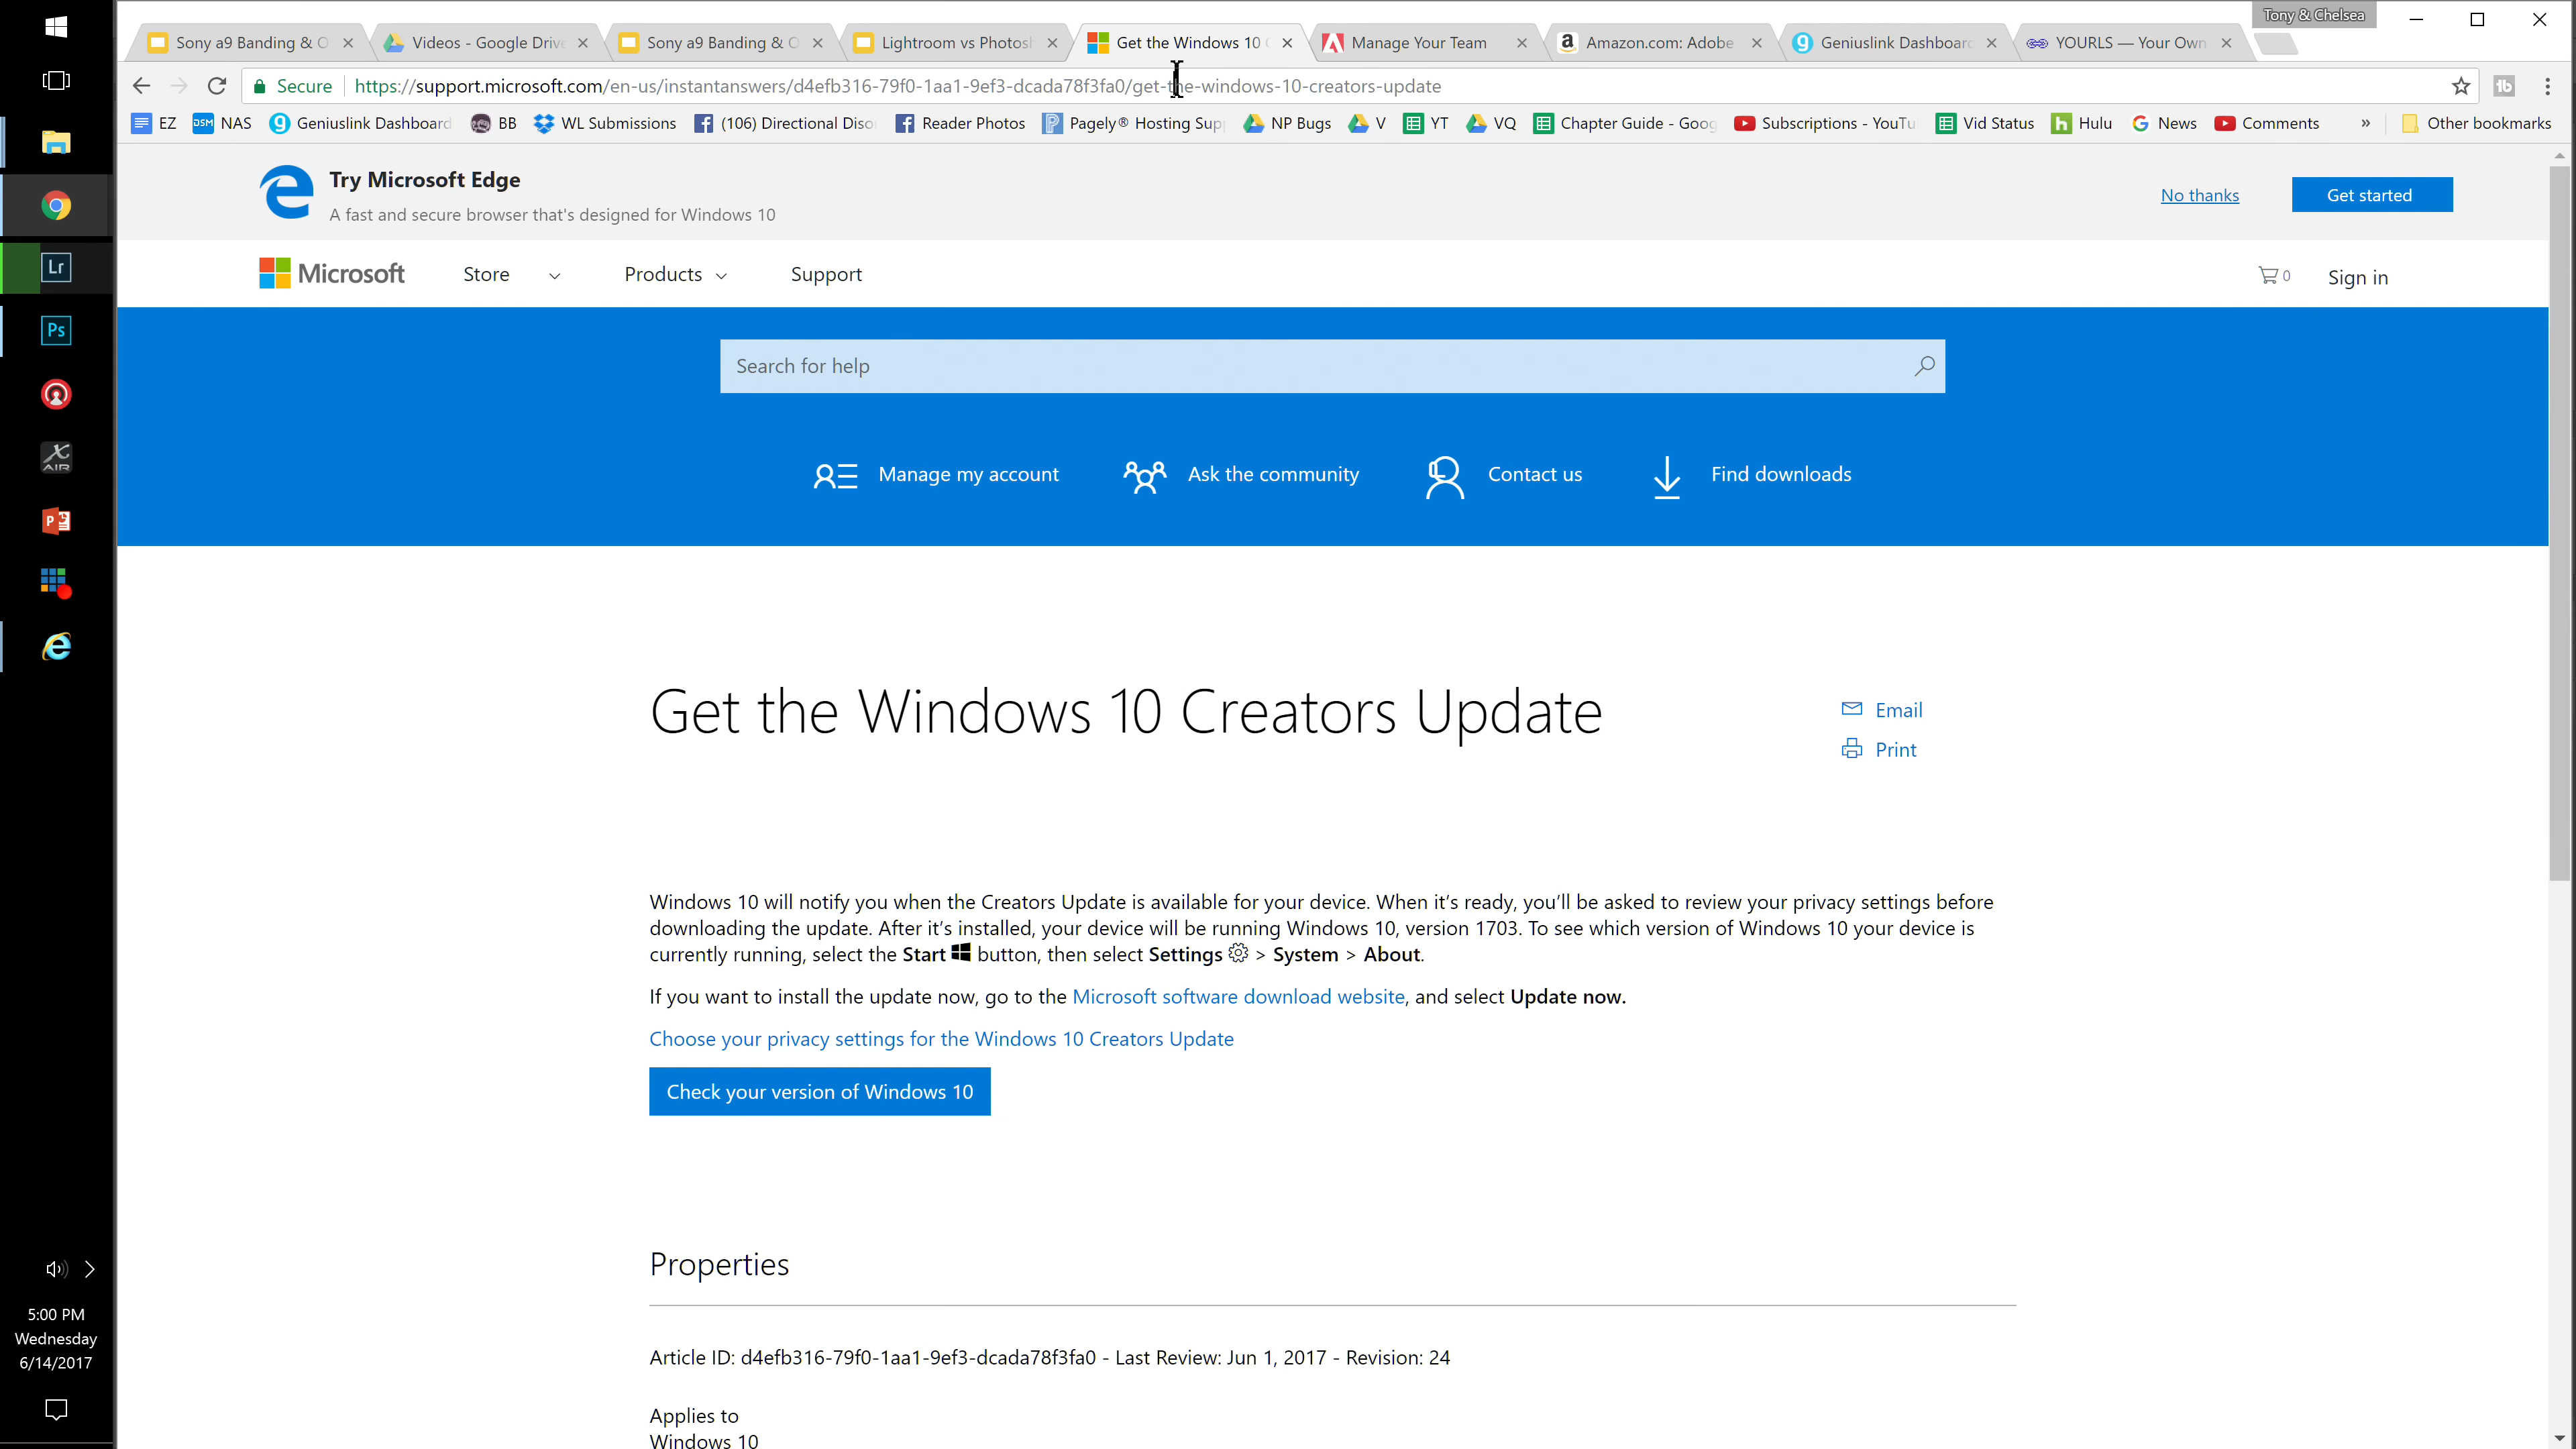 Tony & Chelsea
Sony a9 Banding & O
Videos - Google Drive
Sony a9 Banding & O
Lightroom vs Photosh
Get the Windows 10 C
Manage Your Team
Amazon.com: Adobe
Geniuslink Dashboard
YOURLS — Your Own
Secure https://support.microsoft.com/en-us/instantanswers/d4efb316-79f0-1aa1-9ef3-dcada78f3fa0/get-the-windows-10-creators-update
EZ NAS Geniuslink Dashboard BB WL Submissions (106) Directional Diso Reader Photos Pagely® Hosting Sup NP Bugs V YT VQ Chapter Guide - Goog Subscriptions - YouTu Vid Status Hulu News Comments » Other bookmarks
Try Microsoft Edge
A fast and secure browser that's designed for Windows 10
No thanks
Get started
Microsoft Store Products Support 0 Sign in
Search for help
Manage my account Ask the community Contact us Find downloads
Get the Windows 10 Creators Update
Email
Print
Windows 10 will notify you when the Creators Update is available for your device. When it’s ready, you’ll be asked to review your privacy settings before
downloading the update. After it’s installed, your device will be running Windows 10, version 1703. To see which version of Windows 10 your device is
currently running, select the Start button, then select Settings > System > About.
If you want to install the update now, go to the Microsoft software download website, and select Update now.
Choose your privacy settings for the Windows 10 Creators Update
Check your version of Windows 10
Properties
Article ID: d4efb316-79f0-1aa1-9ef3-dcada78f3fa0 - Last Review: Jun 1, 2017 - Revision: 24
Applies to
Windows 10
Lr
Ps
X
AIR
P
5:00 PM
Wednesday
6/14/2017